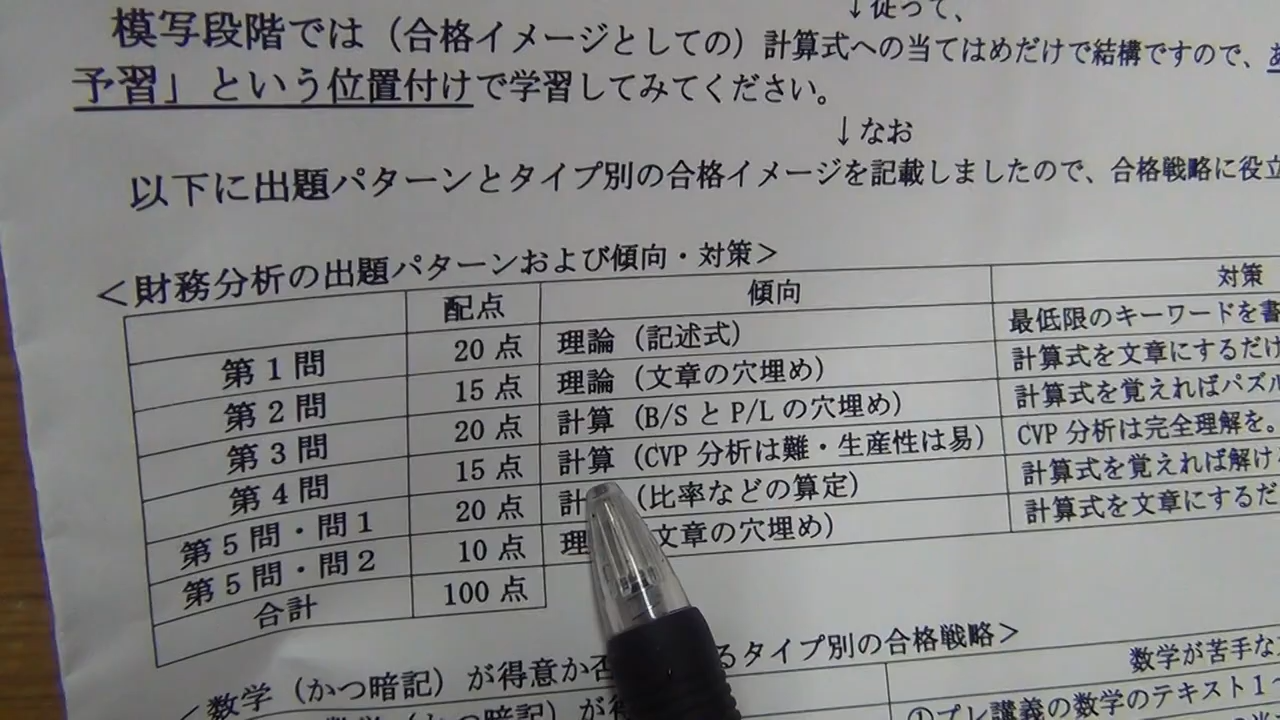 ↓従って、
模写段階では（合格イメージとしての）計算式への当てはめだけで結構ですので、
予習」という位置付けで学習してみてください。
↓なお
以下に出題パターンとタイプ別の合格イメージを記載しましたので、合格戦略に役立
＜財務分析の出題パターンおよび傾向・対策＞
配点 傾向 対策
第1問 20点 理論（記述式） 最低限のキーワードを書
第2問 15点 理論（文章の穴埋め） 計算式を文章にするだけ
第3問 20点 計算（B/SとP/Lの穴埋め） 計算式を覚えればパズル
第4問 15点 計算（CVP分析は難・生産性は易） CVP分析は完全理解を。
第5問・問1 20点 計（比率などの算定） 計算式を覚えれば解け
第5問・問2 10点 理 文章の穴埋め） 計算式を文章にするだ
合計 100点
＜数学（かつ暗記）が得意か否 るタイプ別の合格戦略＞
数学（かつ暗記）が得 数学が苦手な
①プレ講義の数学のテキスト1～